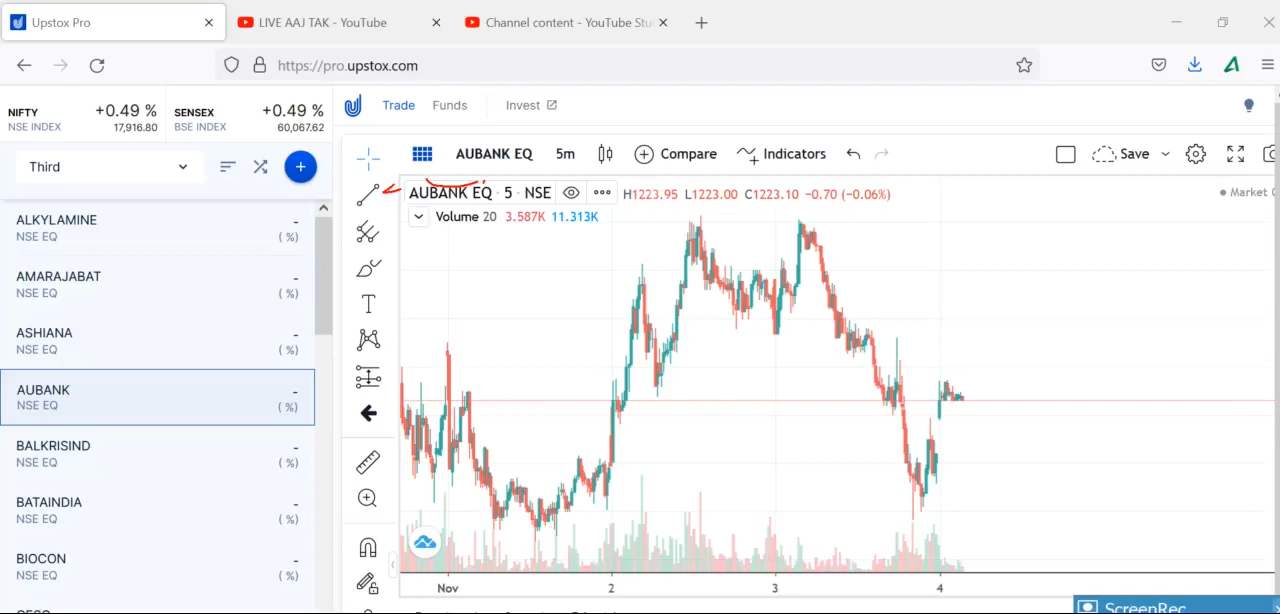 Upstox Pro
LIVE AAJ TAK - YouTube
Channel content - YouTube Stu
https://pro.upstox.com
NIFTY +0.49 %
NSE INDEX 17,916.80
SENSEX +0.49 %
BSE INDEX 60,067.62
Trade Funds Invest
Third
AUBANK EQ 5m Compare Indicators Save
AUBANK EQ · 5 · NSE H1223.95 L1223.00 C1223.10 −0.70 (−0.06%)
Market
Volume 20 3.587K 11.313K
ALKYLAMINE -
NSE EQ ( %)
AMARAJABAT -
NSE EQ ( %)
ASHIANA -
NSE EQ ( %)
AUBANK -
NSE EQ ( %)
BALKRISIND -
NSE EQ ( %)
BATAINDIA -
NSE EQ ( %)
BIOCON -
NSE EQ ( %)
Nov 2 3 4
ScreenRec